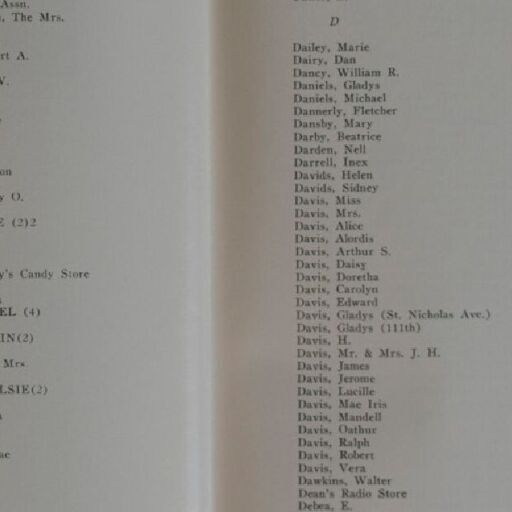 Assn.
, The Mrs.
rt A.
V.
on
y O.
E (2)2
y's Candy Store
EL (4)
IN(2)
Mrs
LSIE(2)
D
Dailey, Marie
Dairy, Dan
Dancy, William R.
Daniels, Gladys
Daniels, Michael
Dannerly, Fletcher
Dansby, Mary
Darby, Beatrice
Darden, Nell
Darrell, Inex
Davids, Helen
Davids, Sidney
Davis, Miss
Davis, Mrs.
Davis, Alice
Davis, Alordis
Davis, Arthur S.
Davis, Daisy
Davis, Doretha
Davis, Carolyn
Davis, Edward
Davis, Gladys (St. Nicholas Ave.)
Davis, Gladys (111th)
Davis, H.
Davis, Mr. & Mrs. J. H.
Davis, James
Davis, Jerome
Davis, Lucille
Davis, Mae Iris
Davis, Mandell
Davis, Oathur
Davis, Ralph
Davis, Robert
Davis, Vera
Dawkins, Walter
Dean's Radio Store
Debea, E.